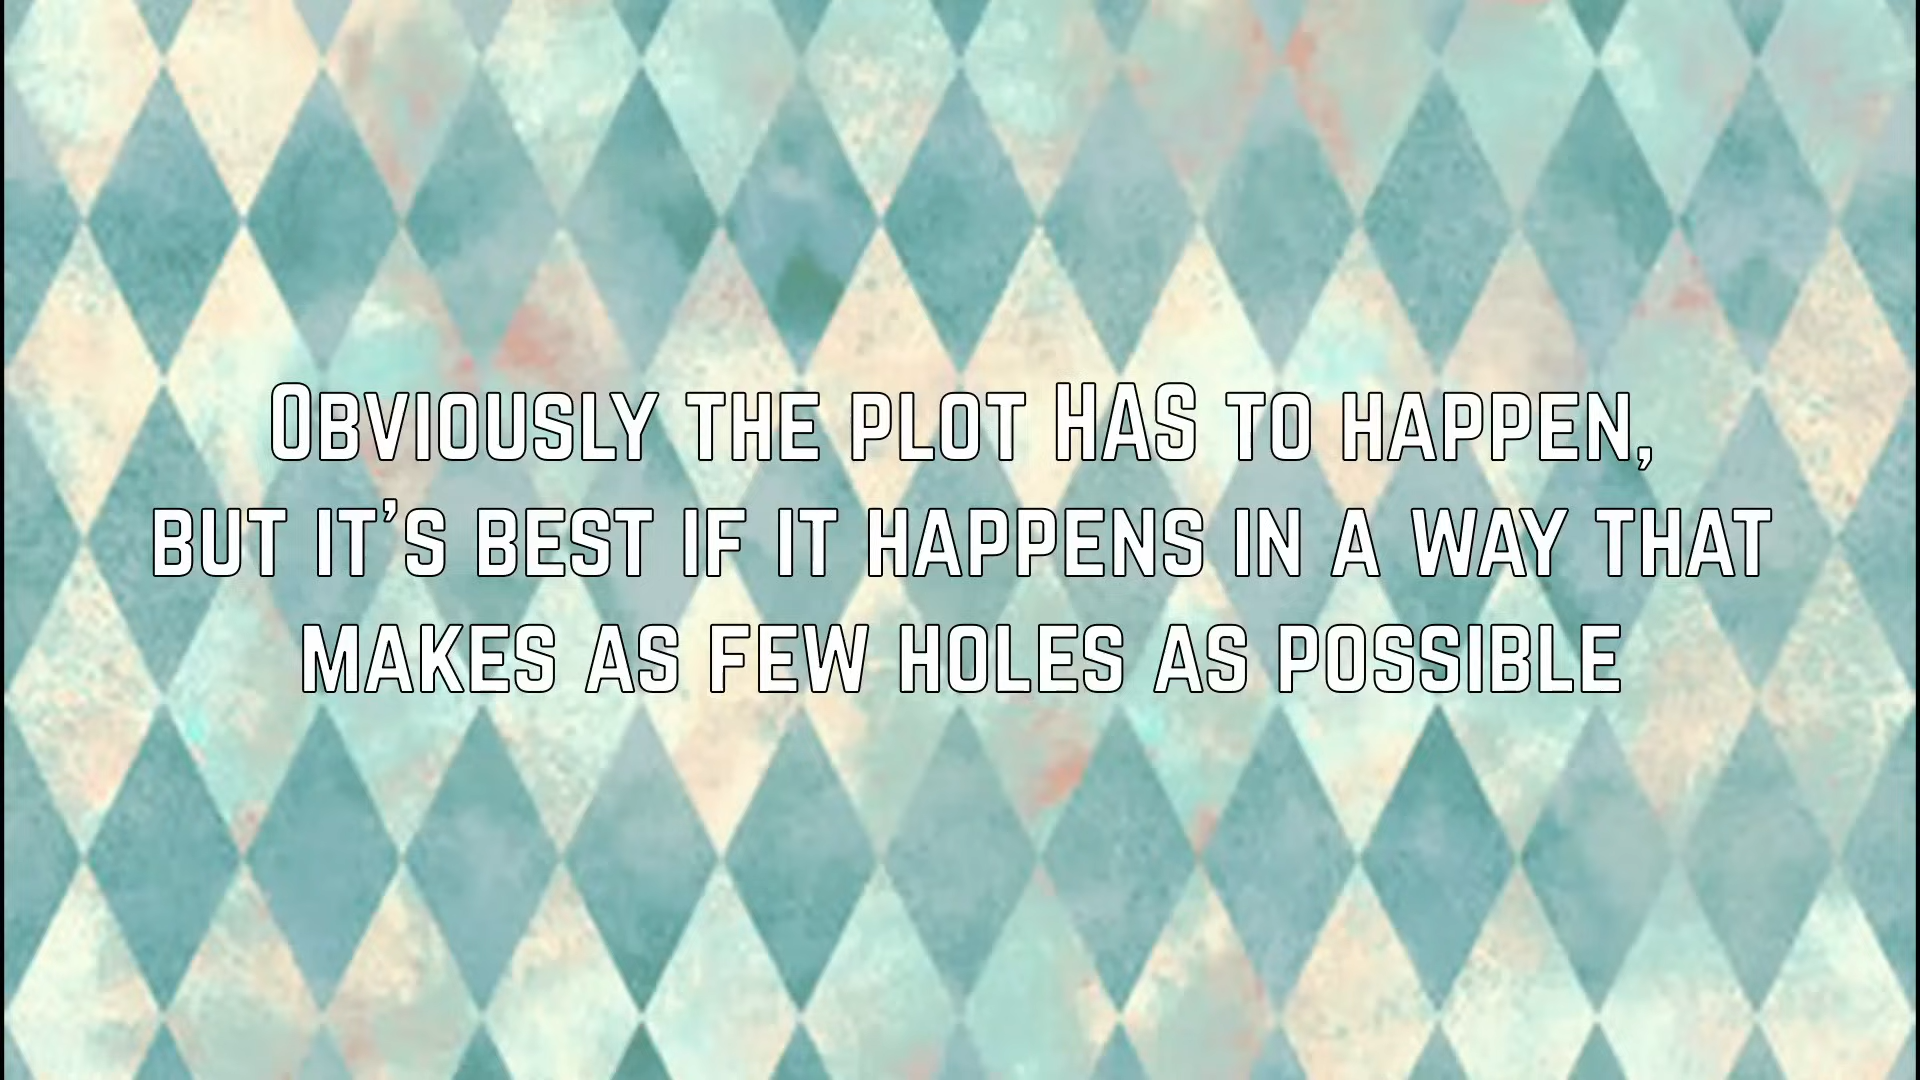 Obviously the plot HAS to happen,
but it's best if it happens in a way that
makes as few holes as possible